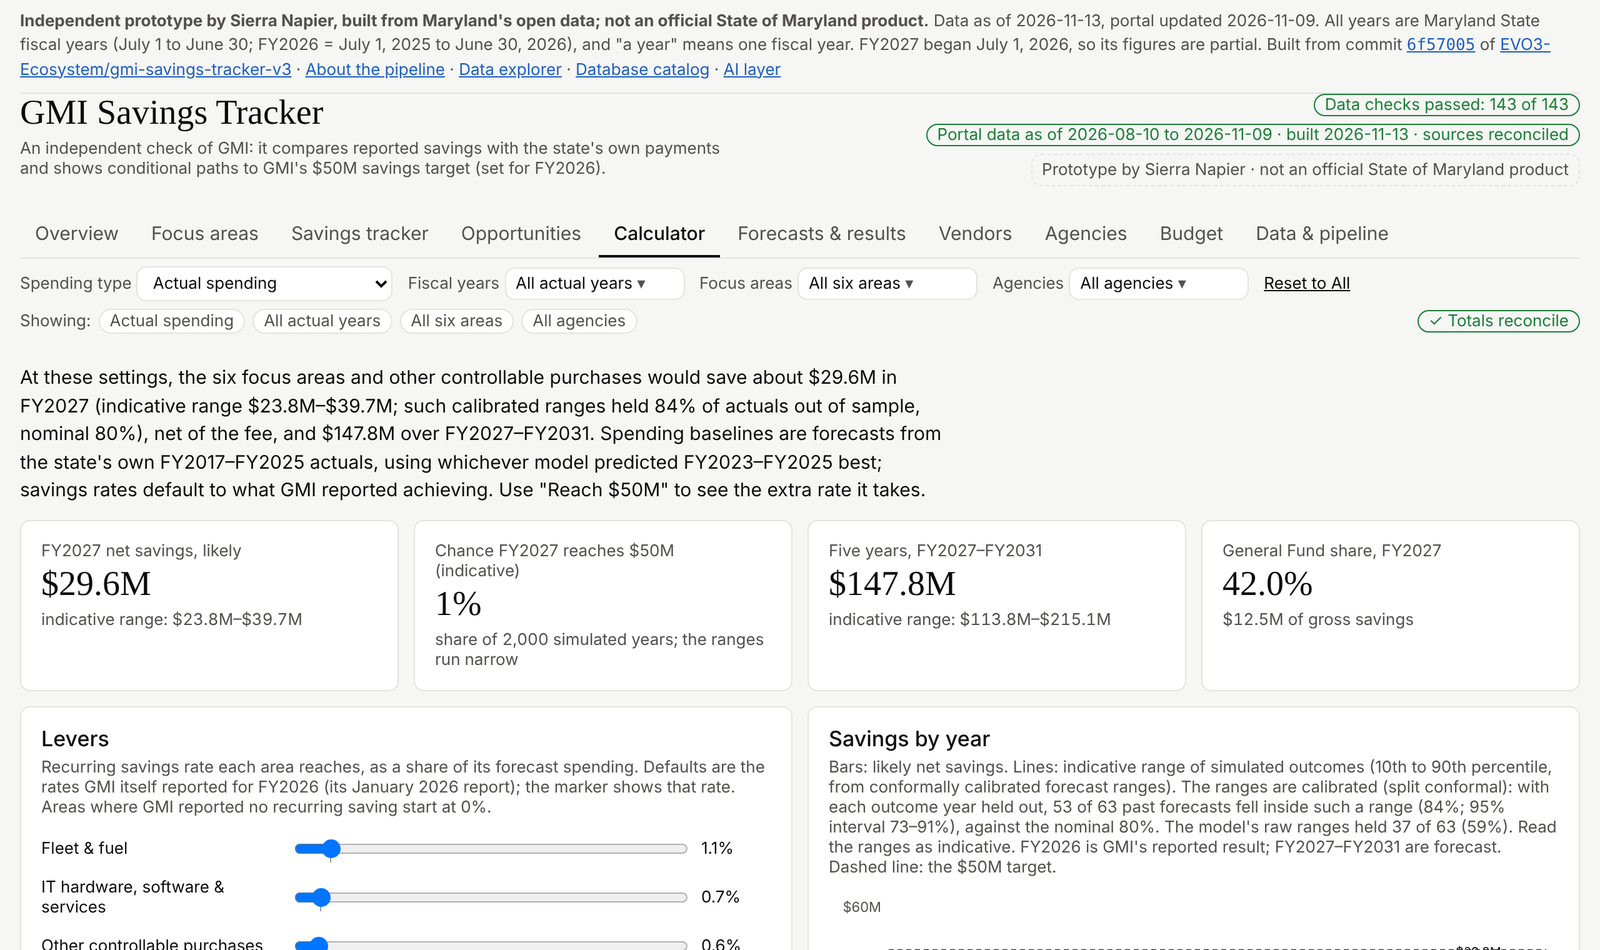 Independent prototype by Sierra Napier, built from Maryland's open data; not an official State of Maryland product. Data as of 2026-11-13, portal updated 2026-11-09. All years are Maryland State
fiscal years (July 1 to June 30; FY2026 = July 1, 2025 to June 30, 2026), and "a year" means one fiscal year. FY2027 began July 1, 2026, so its figures are partial. Built from commit 6f57005 of EVO3-
Ecosystem/gmi-savings-tracker-v3 · About the pipeline · Data explorer · Database catalog · AI layer
GMI Savings Tracker
An independent check of GMI: it compares reported savings with the state's own payments
and shows conditional paths to GMI's $50M savings target (set for FY2026).
Data checks passed: 143 of 143
Portal data as of 2026-08-10 to 2026-11-09 · built 2026-11-13 · sources reconciled
Prototype by Sierra Napier · not an official State of Maryland product
Overview Focus areas Savings tracker Opportunities Calculator Forecasts & results Vendors Agencies Budget Data & pipeline
Spending type Actual spending Fiscal years All actual years ▾ Focus areas All six areas ▾ Agencies All agencies ▾ Reset to All
Showing: Actual spending All actual years All six areas All agencies ✓ Totals reconcile
At these settings, the six focus areas and other controllable purchases would save about $29.6M in
FY2027 (indicative range $23.8M–$39.7M; such calibrated ranges held 84% of actuals out of sample,
nominal 80%), net of the fee, and $147.8M over FY2027–FY2031. Spending baselines are forecasts from
the state's own FY2017–FY2025 actuals, using whichever model predicted FY2023–FY2025 best;
savings rates default to what GMI reported achieving. Use "Reach $50M" to see the extra rate it takes.
FY2027 net savings, likely
$29.6M
indicative range: $23.8M–$39.7M
Chance FY2027 reaches $50M
(indicative)
1%
share of 2,000 simulated years; the ranges
run narrow
Five years, FY2027–FY2031
$147.8M
indicative range: $113.8M–$215.1M
General Fund share, FY2027
42.0%
$12.5M of gross savings
Levers
Recurring savings rate each area reaches, as a share of its forecast spending. Defaults are the
rates GMI itself reported for FY2026 (its January 2026 report); the marker shows that rate.
Areas where GMI reported no recurring saving start at 0%.
Fleet & fuel 1.1%
IT hardware, software &
services 0.7%
Other controllable purchases 0.6%
Savings by year
Bars: likely net savings. Lines: indicative range of simulated outcomes (10th to 90th percentile,
from conformally calibrated forecast ranges). The ranges are calibrated (split conformal): with
each outcome year held out, 53 of 63 past forecasts fell inside such a range (84%; 95%
interval 73–91%), against the nominal 80%. The model's raw ranges held 37 of 63 (59%). Read
the ranges as indicative. FY2026 is GMI's reported result; FY2027–FY2031 are forecast.
Dashed line: the $50M target.
$60M